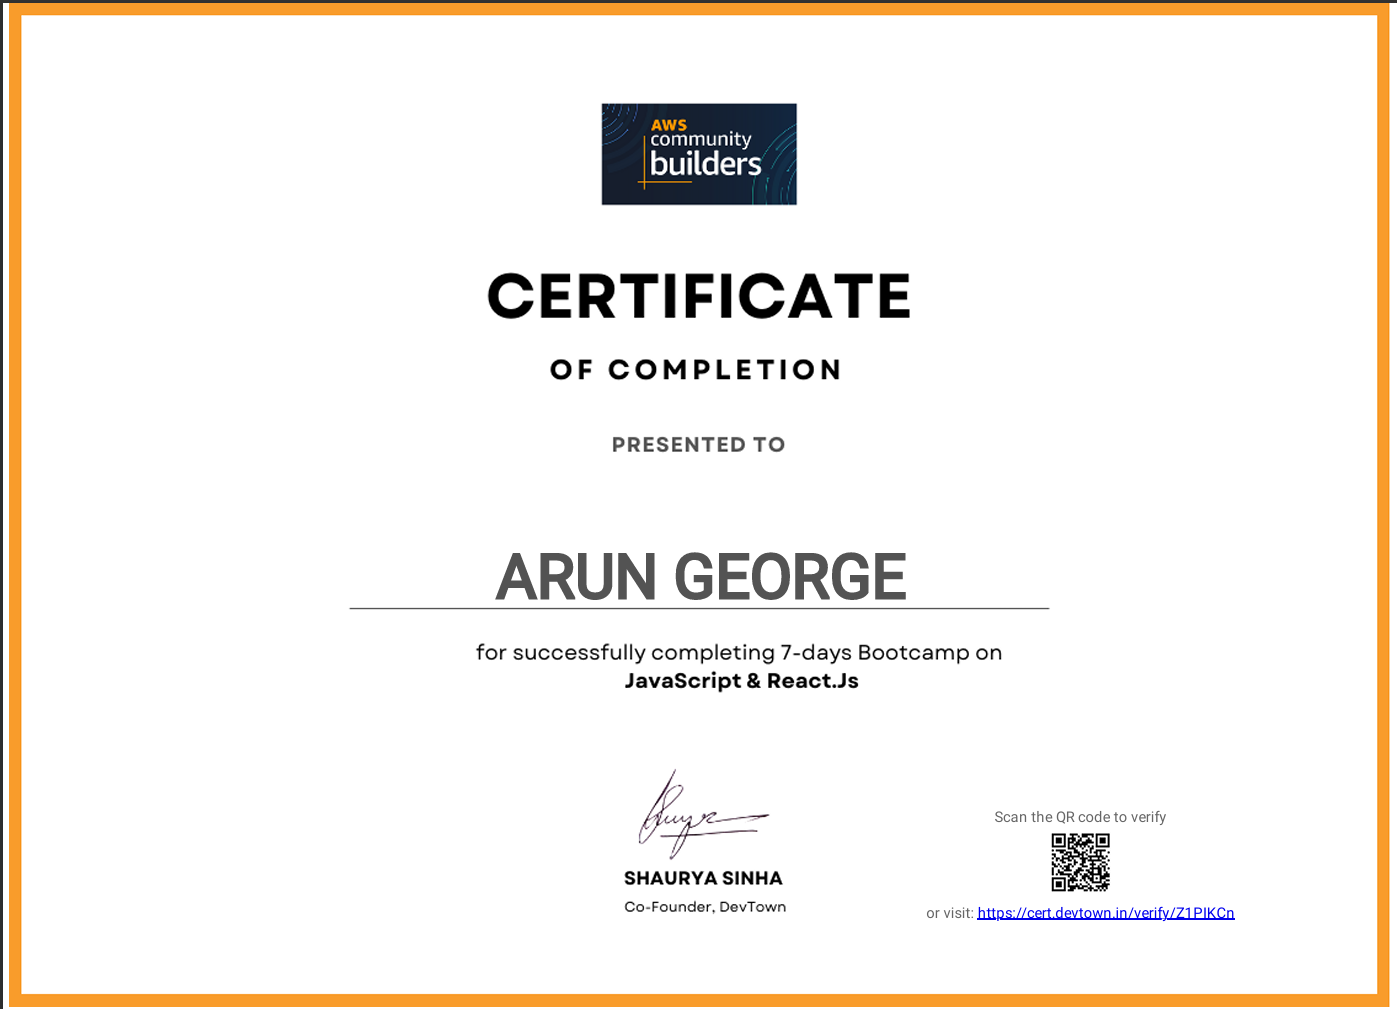 AWS
community
builders
CERTIFICATE
OF COMPLETION
PRESENTED TO
ARUN GEORGE
for successfully completing 7-days Bootcamp on
JavaScript & React.Js
SHAURYA SINHA
Co-Founder, DevTown
Scan the QR code to verify
or visit: https://cert.devtown.in/verify/Z1PIKCn